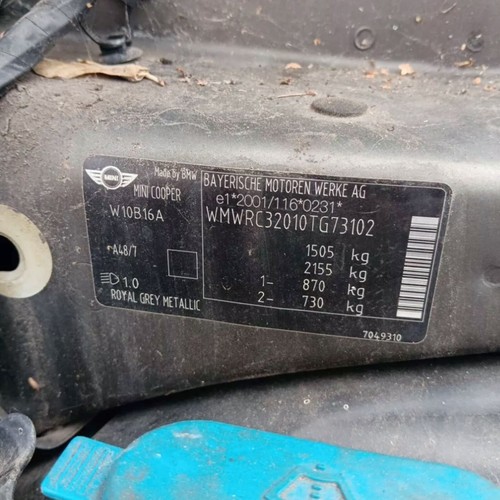 MINI
Made by BMW
MINI COOPER
W10B16A
A48/7
1.0
ROYAL GREY METALLIC
BAYERISCHE MOTOREN WERKE AG
e1*2001/116*0231*
WMWRC32010TG73102
1505 kg
2155 kg
1- 870 kg
2- 730 kg
7049310